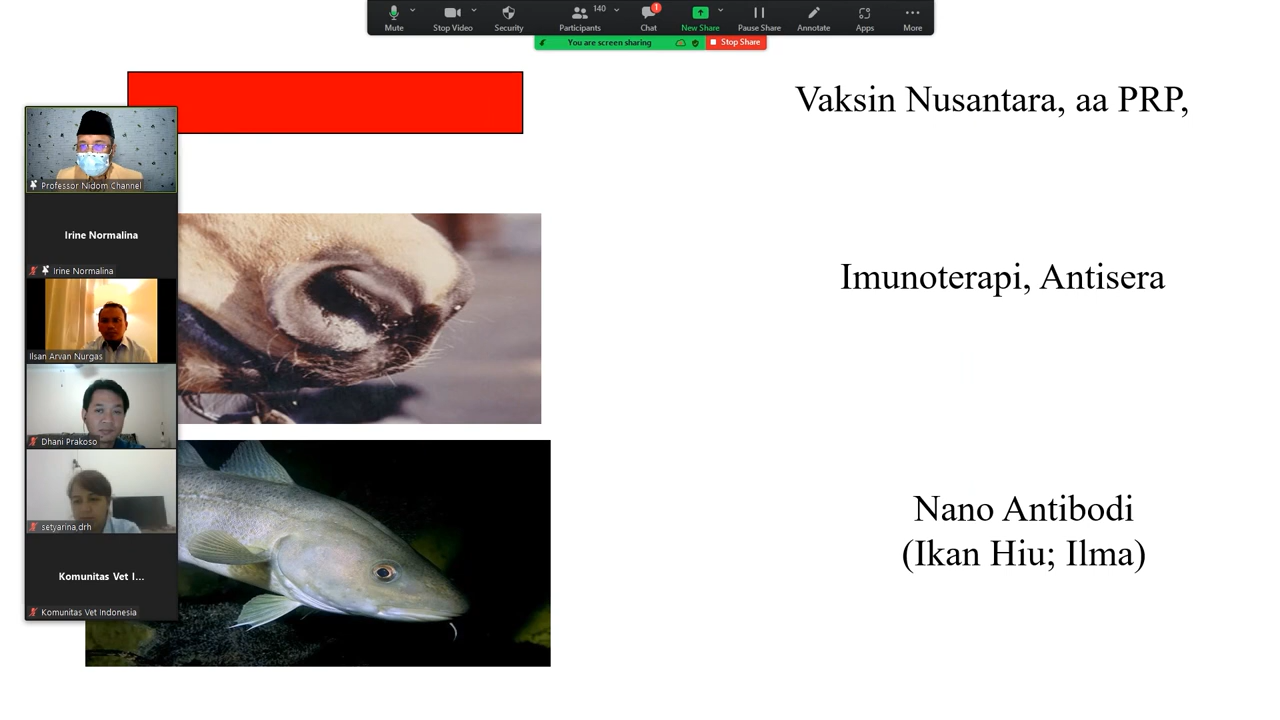 140
1
Mute
Stop Video
Security
Participants
Chat
New Share
Pause Share
Annotate
Apps
More
You are screen sharing
Stop Share
Vaksin Nusantara, aa PRP,
Professor Nidom Channel
Irine Normalina
Irine Normalina
Imunoterapi, Antisera
Ilsan Arvan Nurgas
Dhani Prakoso
setyarina,drh
Nano Antibodi
(Ikan Hiu; Ilma)
Komunitas Vet I...
Komunitas Vet Indonesia